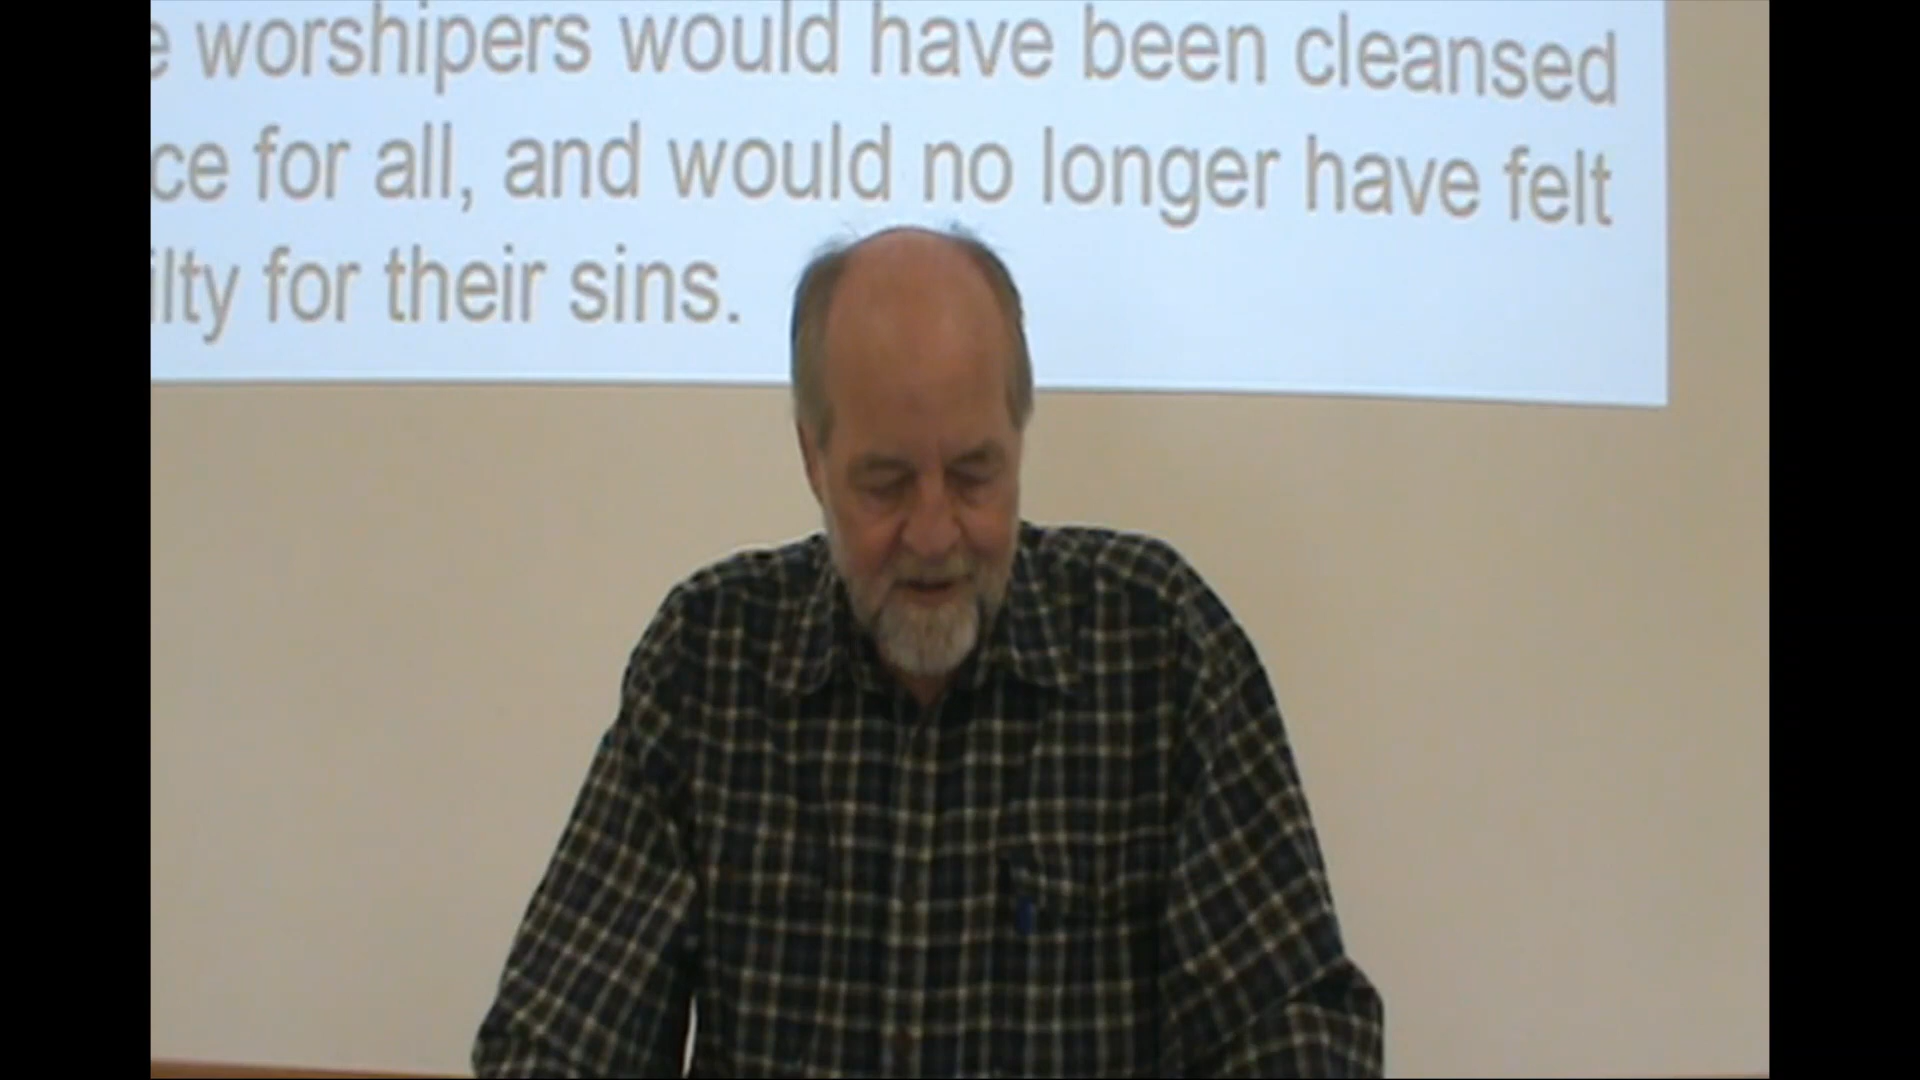 worshipers would have been cleansed
for all, and would no longer have felt
for their sins.